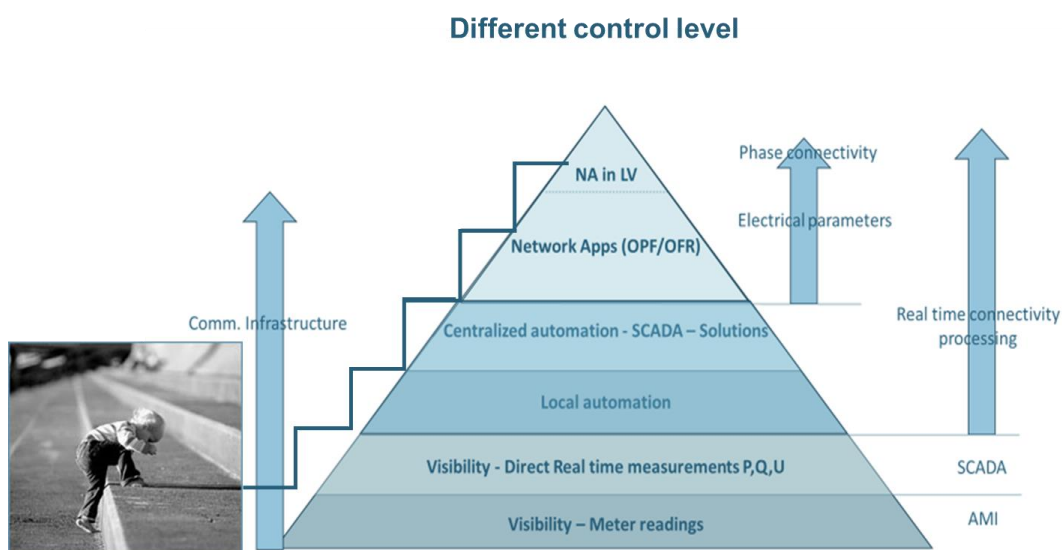 Different control level
Phase connectivity
NA in LV
Electrical parameters
Network Apps (OPF/OFR)
Comm. Infrastructure
Centralized automation - SCADA – Solutions
Real time connectivity
processing
Local automation
Visibility - Direct Real time measurements P,Q,U
SCADA
Visibility – Meter readings
AMI